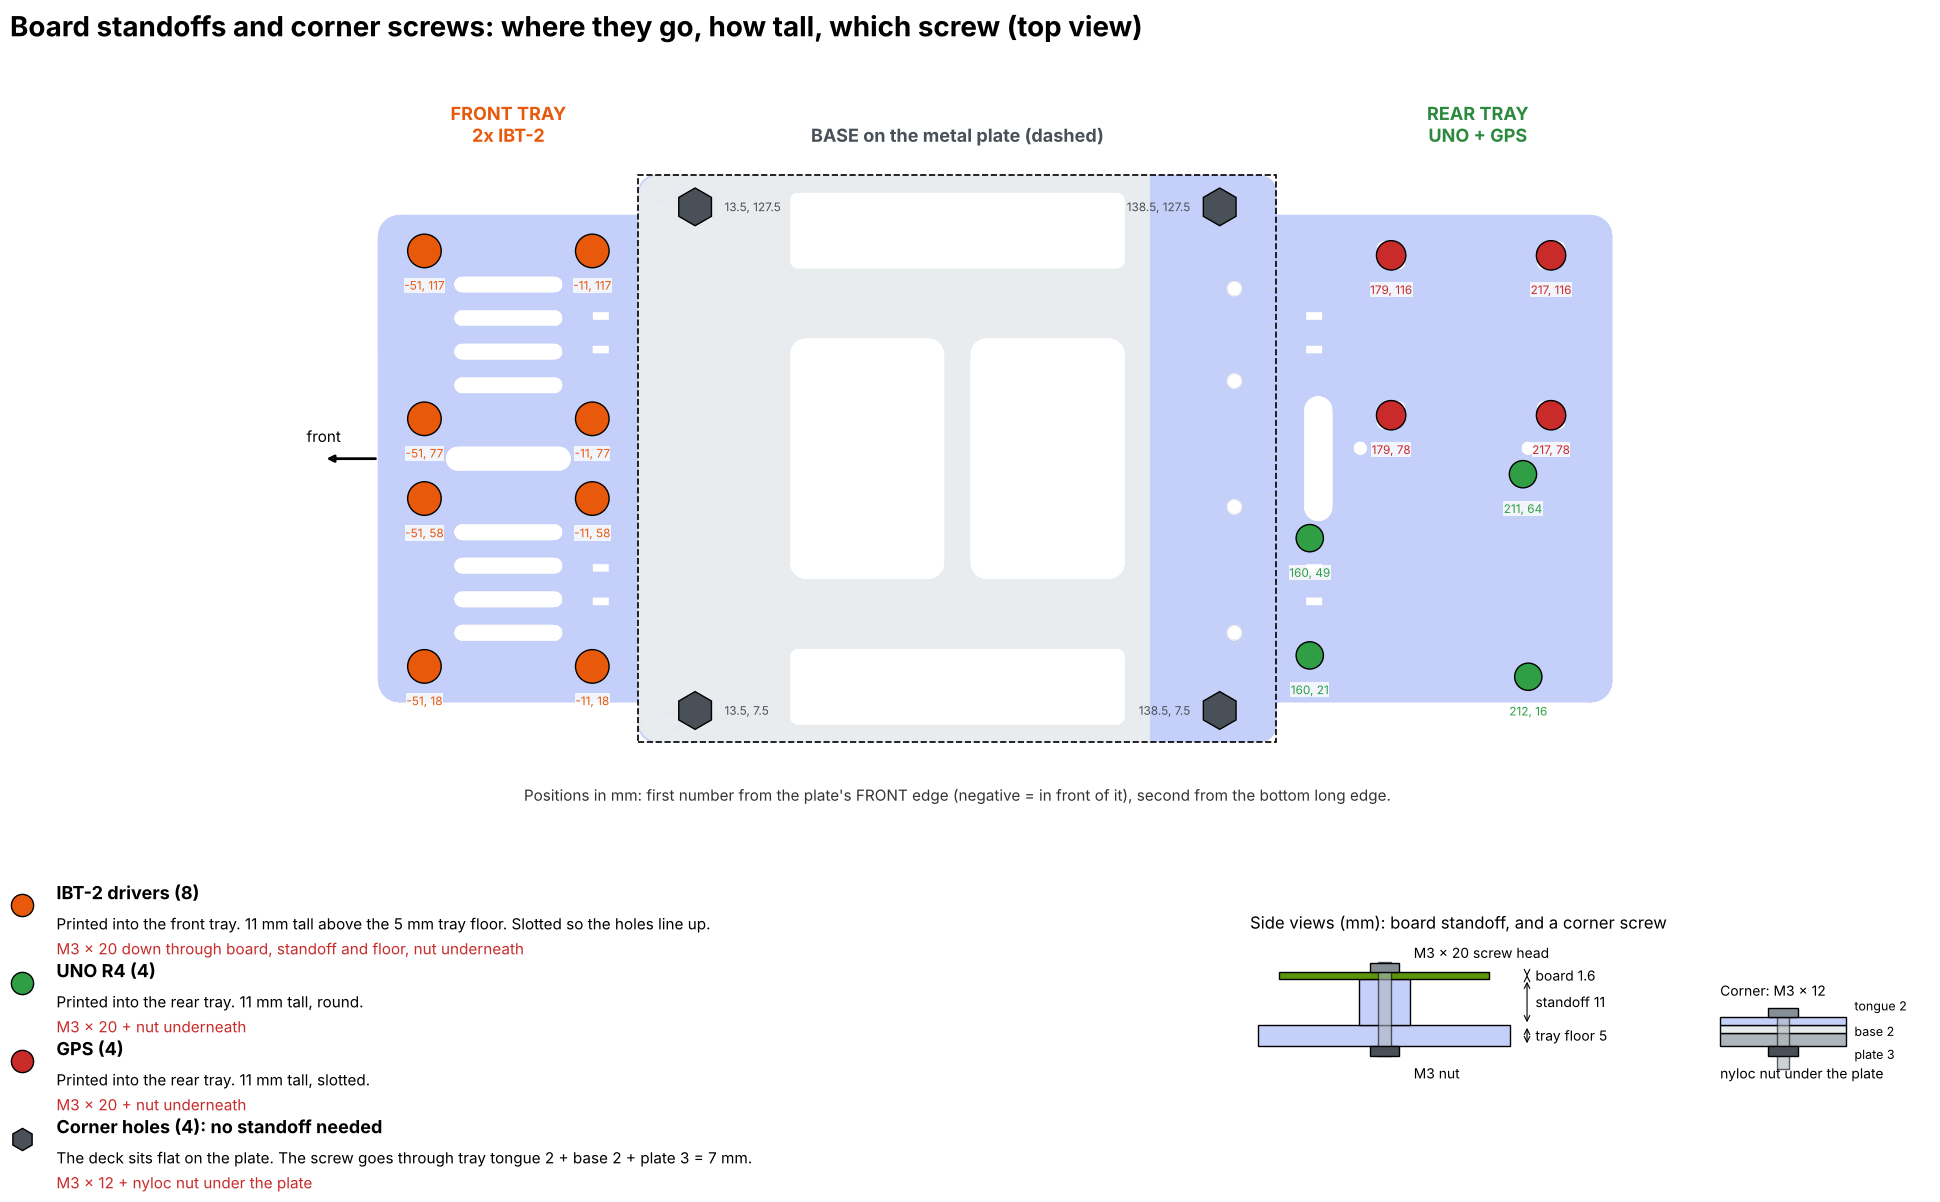 Board standoffs and corner screws: where they go, how tall, which screw (top view)
FRONT TRAY
2x IBT-2
BASE on the metal plate (dashed)
REAR TRAY
UNO + GPS
13.5, 127.5
138.5, 127.5
-51, 117
-11, 117
179, 116
217, 116
front
-51, 77
-11, 77
179, 78
217, 78
211, 64
-51, 58
-11, 58
160, 49
160, 21
-51, 18
-11, 18
13.5, 7.5
138.5, 7.5
212, 16
Positions in mm: first number from the plate's FRONT edge (negative = in front of it), second from the bottom long edge.
IBT-2 drivers (8)
Printed into the front tray. 11 mm tall above the 5 mm tray floor. Slotted so the holes line up.
M3 × 20 down through board, standoff and floor, nut underneath
UNO R4 (4)
Printed into the rear tray. 11 mm tall, round.
M3 × 20 + nut underneath
GPS (4)
Printed into the rear tray. 11 mm tall, slotted.
M3 × 20 + nut underneath
Corner holes (4): no standoff needed
The deck sits flat on the plate. The screw goes through tray tongue 2 + base 2 + plate 3 = 7 mm.
M3 × 12 + nyloc nut under the plate
Side views (mm): board standoff, and a corner screw
M3 × 20 screw head
board 1.6
standoff 11
tray floor 5
M3 nut
Corner: M3 × 12
tongue 2
base 2
plate 3
nyloc nut under the plate